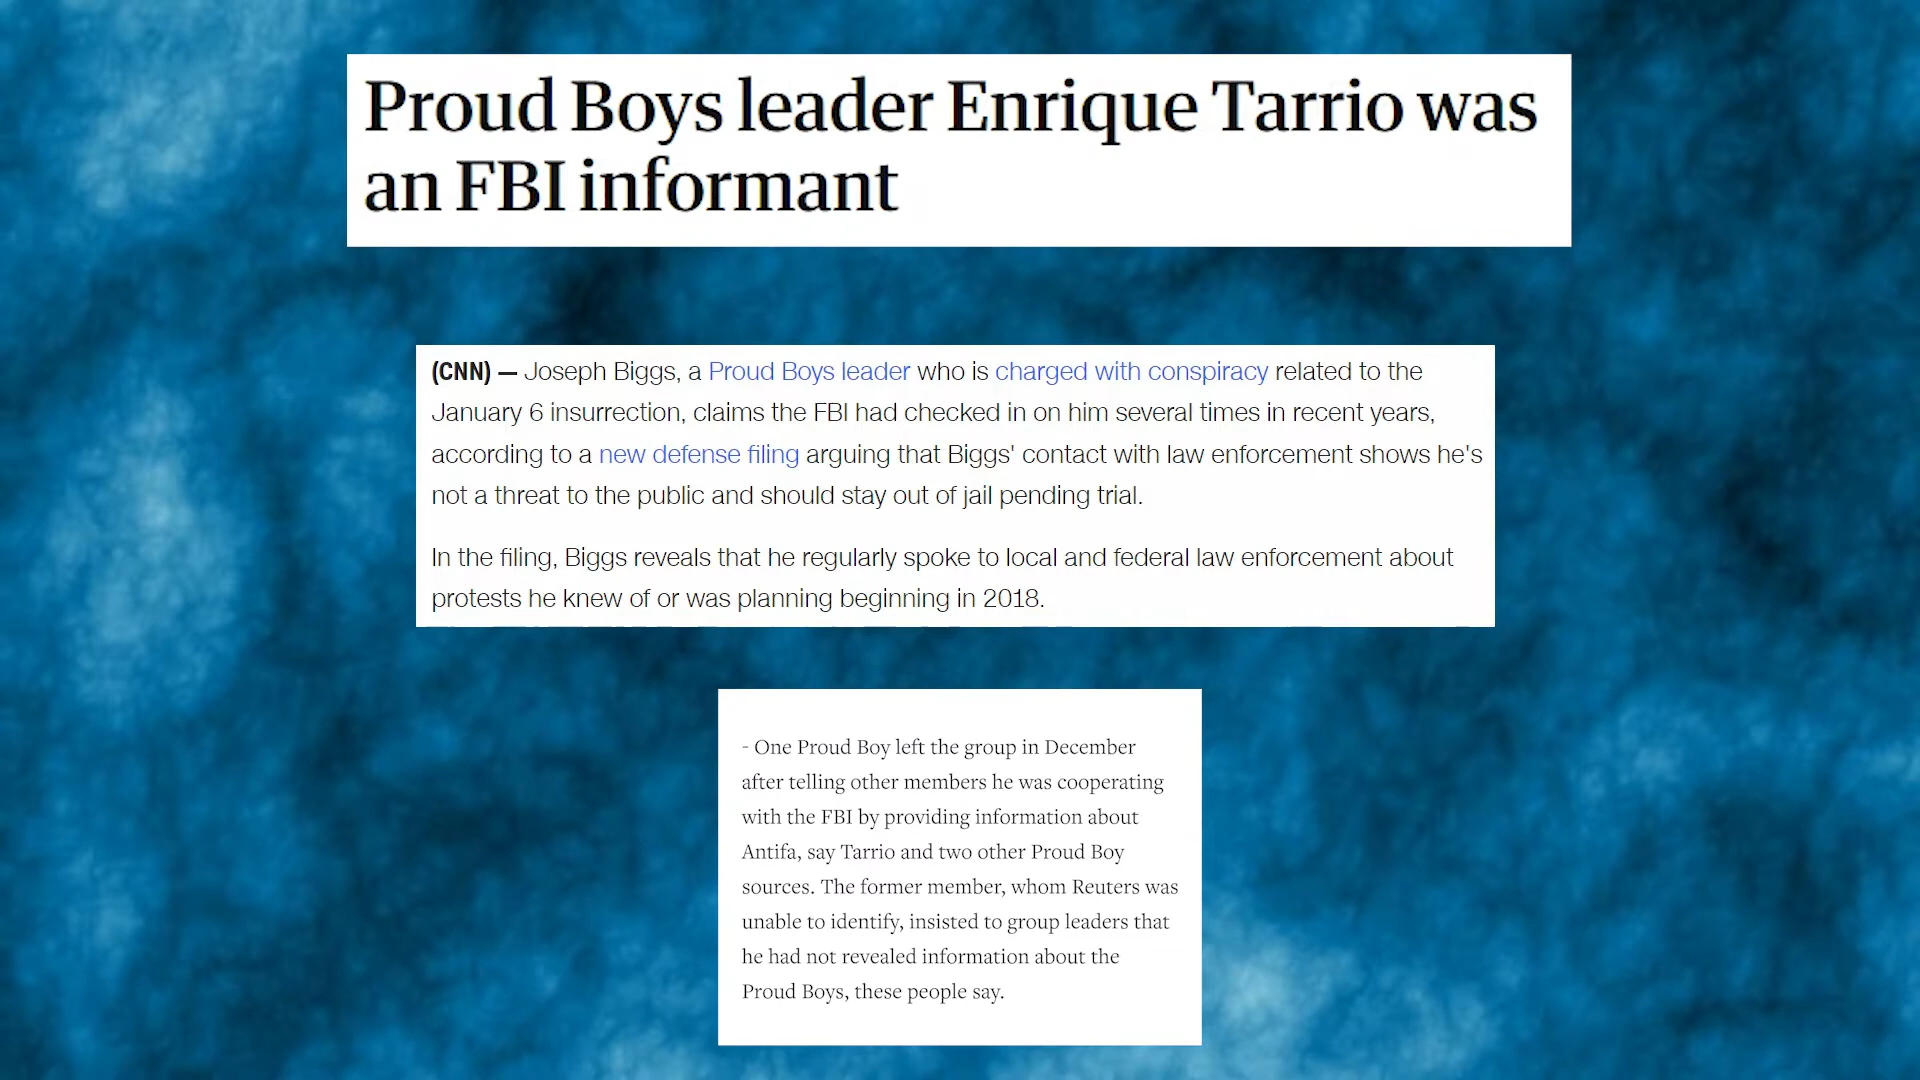 Proud Boys leader Enrique Tarrio was
an FBI informant
(CNN) — Joseph Biggs, a Proud Boys leader who is charged with conspiracy related to the
January 6 insurrection, claims the FBI had checked in on him several times in recent years,
according to a new defense filing arguing that Biggs' contact with law enforcement shows he's
not a threat to the public and should stay out of jail pending trial.
In the filing, Biggs reveals that he regularly spoke to local and federal law enforcement about
protests he knew of or was planning beginning in 2018.
- One Proud Boy left the group in December
after telling other members he was cooperating
with the FBI by providing information about
Antifa, say Tarrio and two other Proud Boy
sources. The former member, whom Reuters was
unable to identify, insisted to group leaders that
he had not revealed information about the
Proud Boys, these people say.